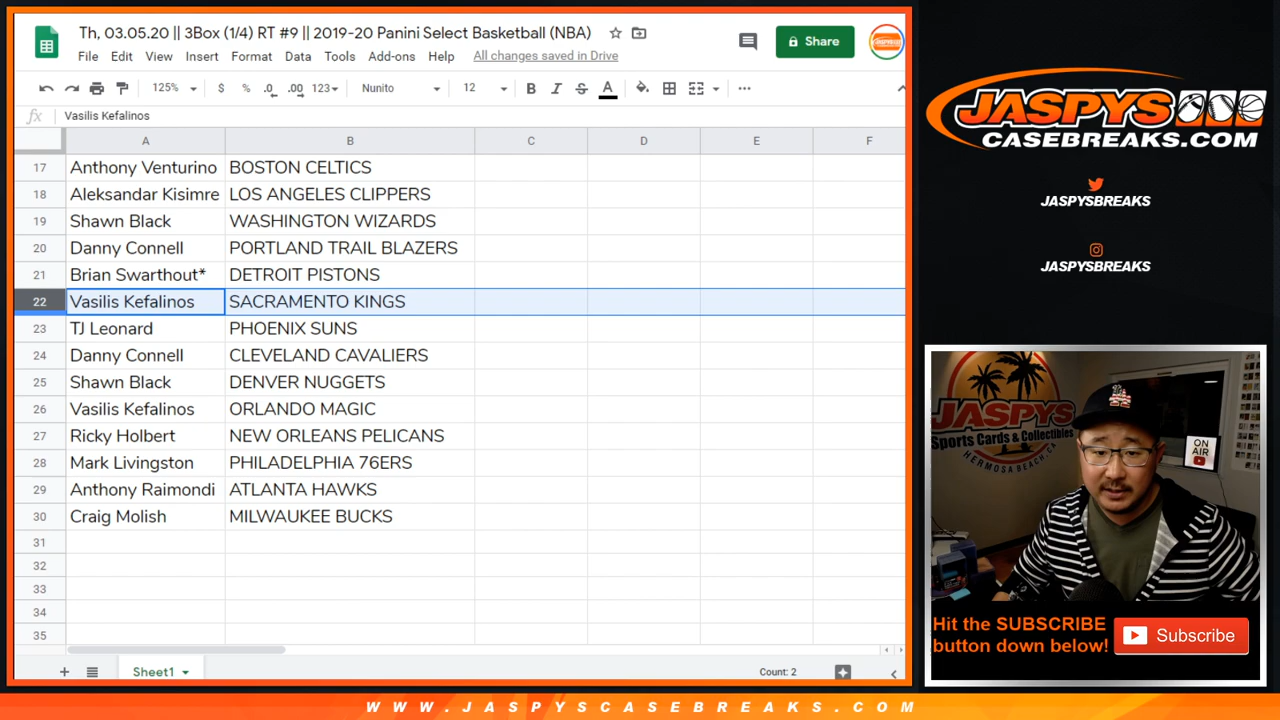 Th, 03.05.20 || 3Box (1/4) RT #9 || 2019-20 Panini Select Basketball (NBA)
File Edit View Insert Format Data Tools Add-ons Help All changes saved in Drive
Share
125% $ % .0 .00 123 Nunito 12 B I S A
fx Vasilis Kefalinos
A B C D E F
17 Anthony Venturino BOSTON CELTICS
18 Aleksandar Kisimre LOS ANGELES CLIPPERS
19 Shawn Black WASHINGTON WIZARDS
20 Danny Connell PORTLAND TRAIL BLAZERS
21 Brian Swarthout* DETROIT PISTONS
22 Vasilis Kefalinos SACRAMENTO KINGS
23 TJ Leonard PHOENIX SUNS
24 Danny Connell CLEVELAND CAVALIERS
25 Shawn Black DENVER NUGGETS
26 Vasilis Kefalinos ORLANDO MAGIC
27 Ricky Holbert NEW ORLEANS PELICANS
28 Mark Livingston PHILADELPHIA 76ERS
29 Anthony Raimondi ATLANTA HAWKS
30 Craig Molish MILWAUKEE BUCKS
31
32
33
34
35
Sheet1
Count: 2
JASPYS
CASEBREAKS.COM
JASPYSBREAKS
JASPYSBREAKS
JASPYS
Sports Cards & Collectibles
HERMOSA BEACH, CA
ON AIR
Hit the SUBSCRIBE
button down below!
Subscribe
WWW.JASPYSCASEBREAKS.COM